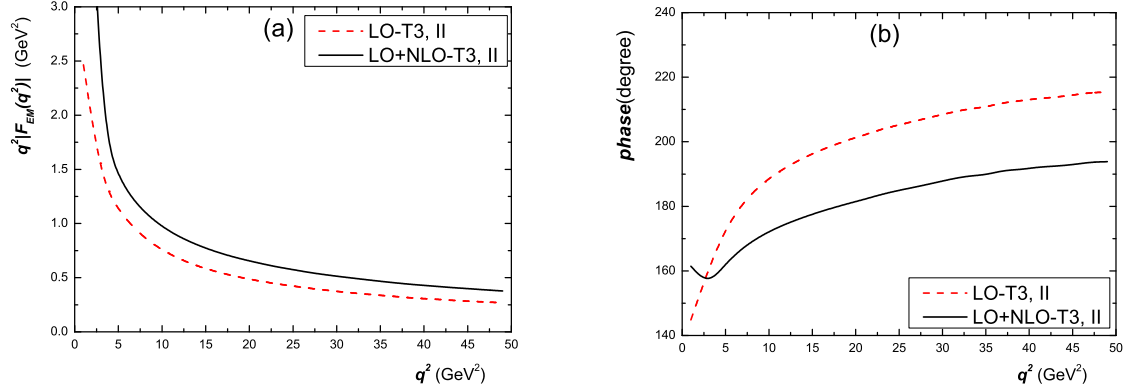 (a)
LO-T3, II
LO+NLO-T3, II
q²|F_EM(q²)| (GeV²)
3.0
2.5
2.0
1.5
1.0
0.5
0.0
0 5 10 15 20 25 30 35 40 45 50
q² (GeV²)
(b)
phase(degree)
240
220
200
180
160
140
LO-T3, II
LO+NLO-T3, II
0 5 10 15 20 25 30 35 40 45 50
q² (GeV²)